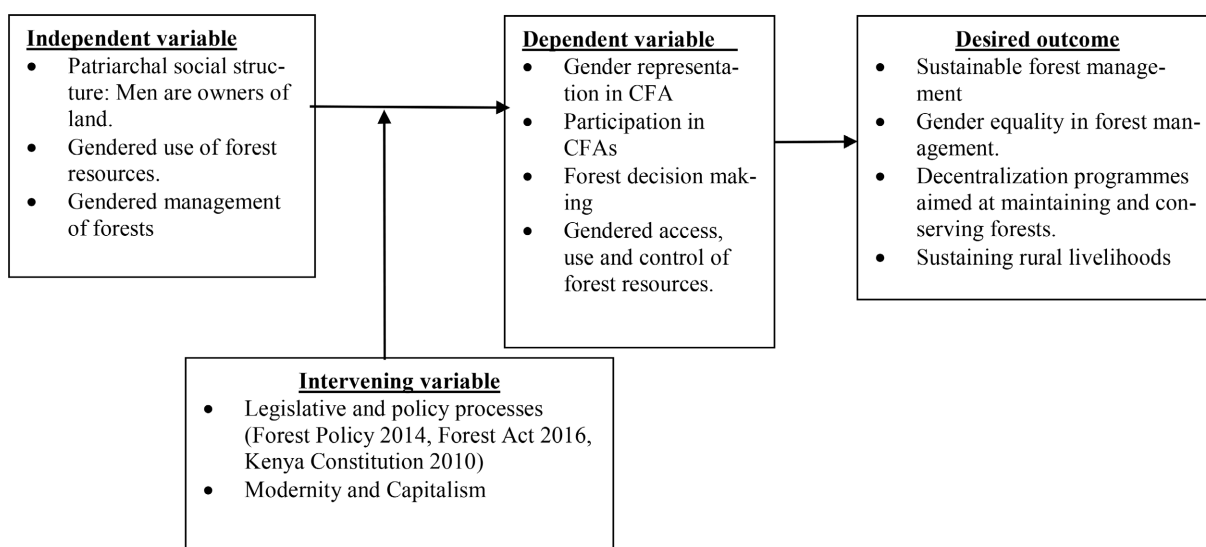 Independent variable
• Patriarchal social struc-
ture: Men are owners of
land.
• Gendered use of forest
resources.
• Gendered management
of forests
Dependent variable
• Gender representa-
tion in CFA
• Participation in
CFAs
• Forest decision mak-
ing
• Gendered access,
use and control of
forest resources.
Desired outcome
• Sustainable forest manage-
ment
• Gender equality in forest man-
agement.
• Decentralization programmes
aimed at maintaining and con-
serving forests.
• Sustaining rural livelihoods
Intervening variable
• Legislative and policy processes
(Forest Policy 2014, Forest Act 2016,
Kenya Constitution 2010)
• Modernity and Capitalism